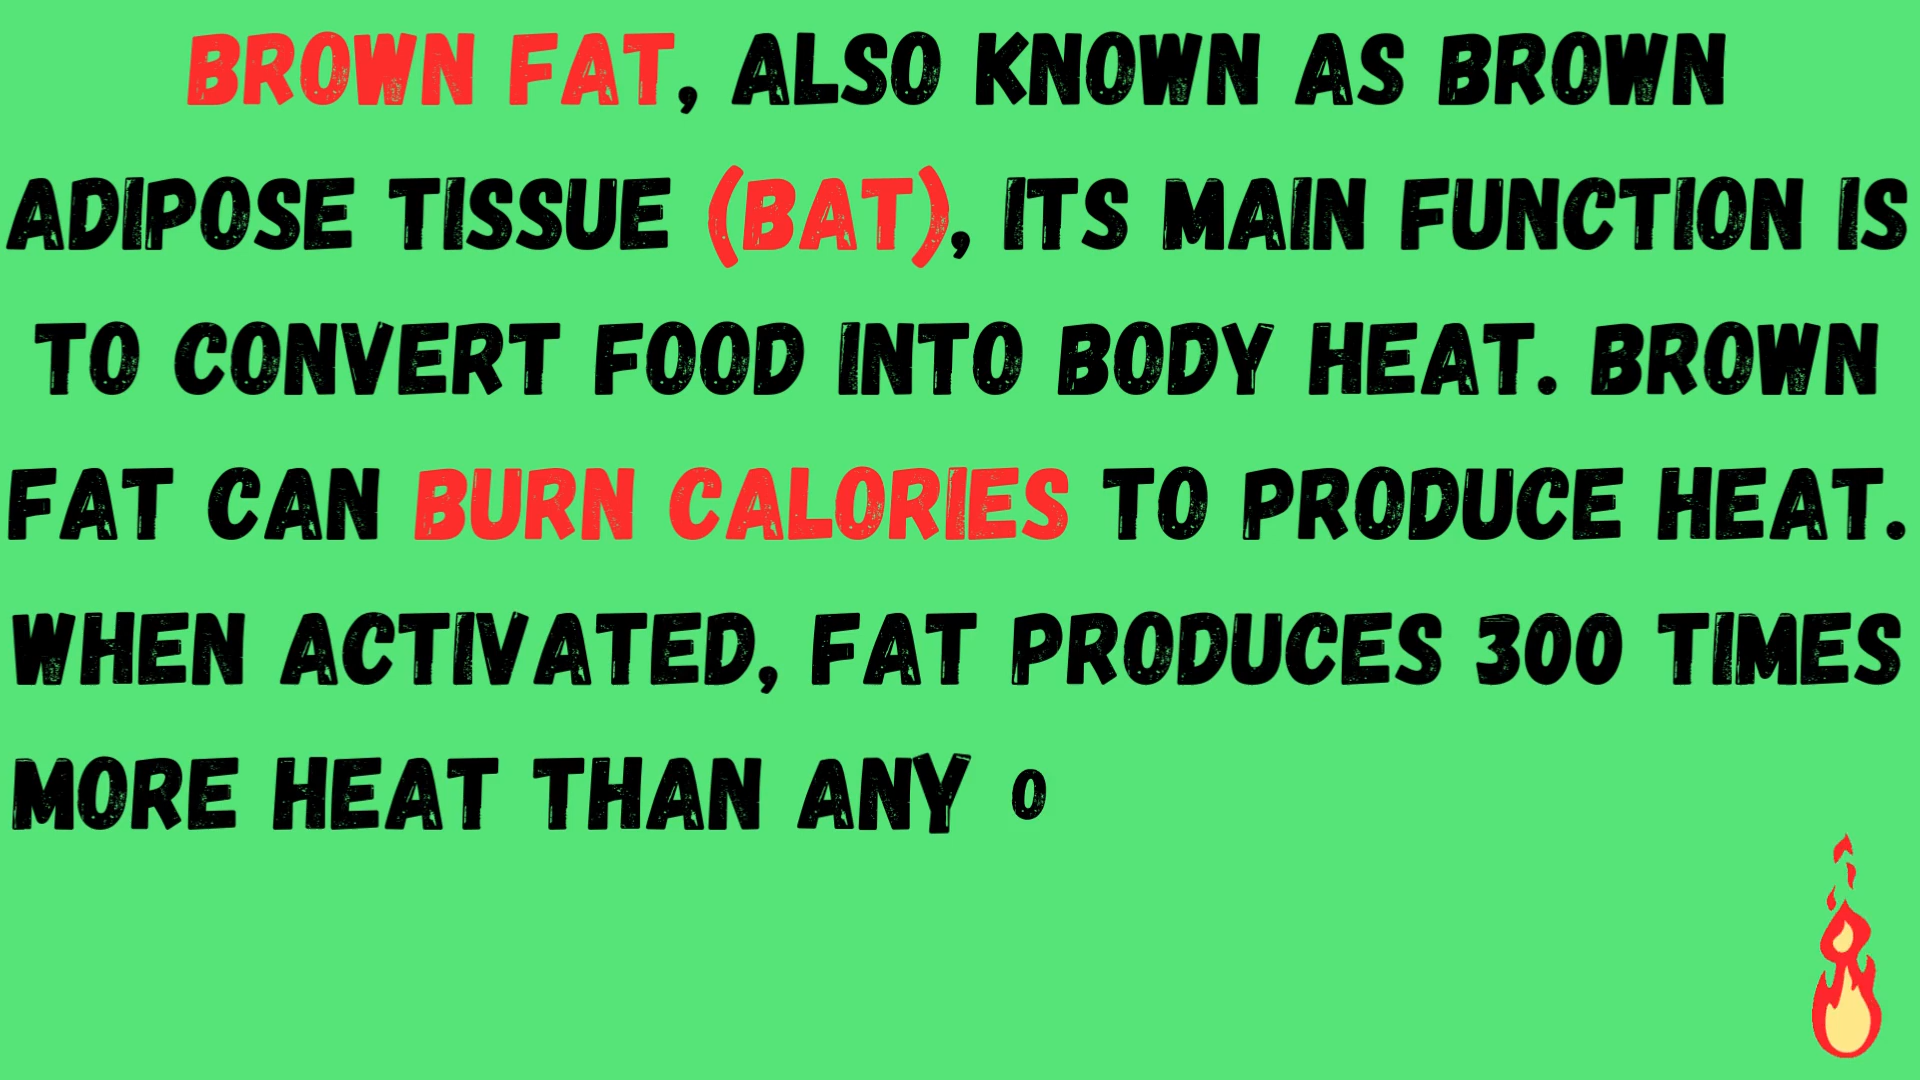 BROWN FAT, ALSO KNOWN AS BROWN
ADIPOSE TISSUE (BAT), ITS MAIN FUNCTION IS
TO CONVERT FOOD INTO BODY HEAT. BROWN
FAT CAN BURN CALORIES TO PRODUCE HEAT.
WHEN ACTIVATED, FAT PRODUCES 300 TIMES
MORE HEAT THAN ANY O